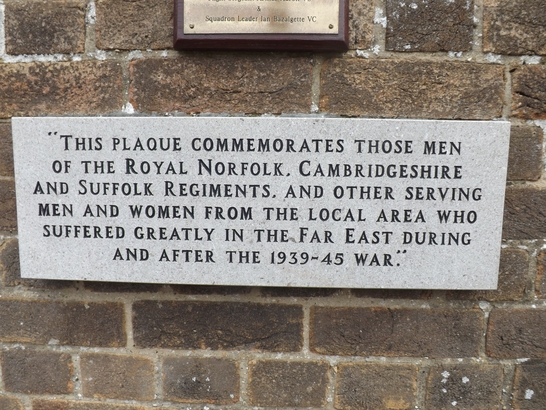 &
Squadron Leader Ian Bazalgette VC
"THIS PLAQUE COMMEMORATES THOSE MEN
OF THE ROYAL NORFOLK, CAMBRIDGESHIRE
AND SUFFOLK REGIMENTS, AND OTHER SERVING
MEN AND WOMEN FROM THE LOCAL AREA WHO
SUFFERED GREATLY IN THE FAR EAST DURING
AND AFTER THE 1939-45 WAR."